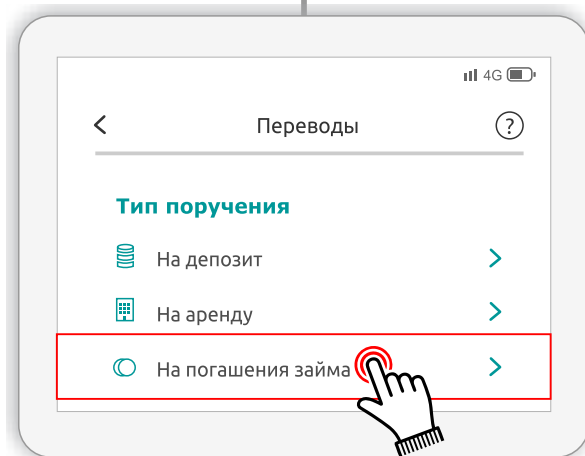 4G
Переводы
?
Тип поручения
На депозит
На аренду
На погашения займа